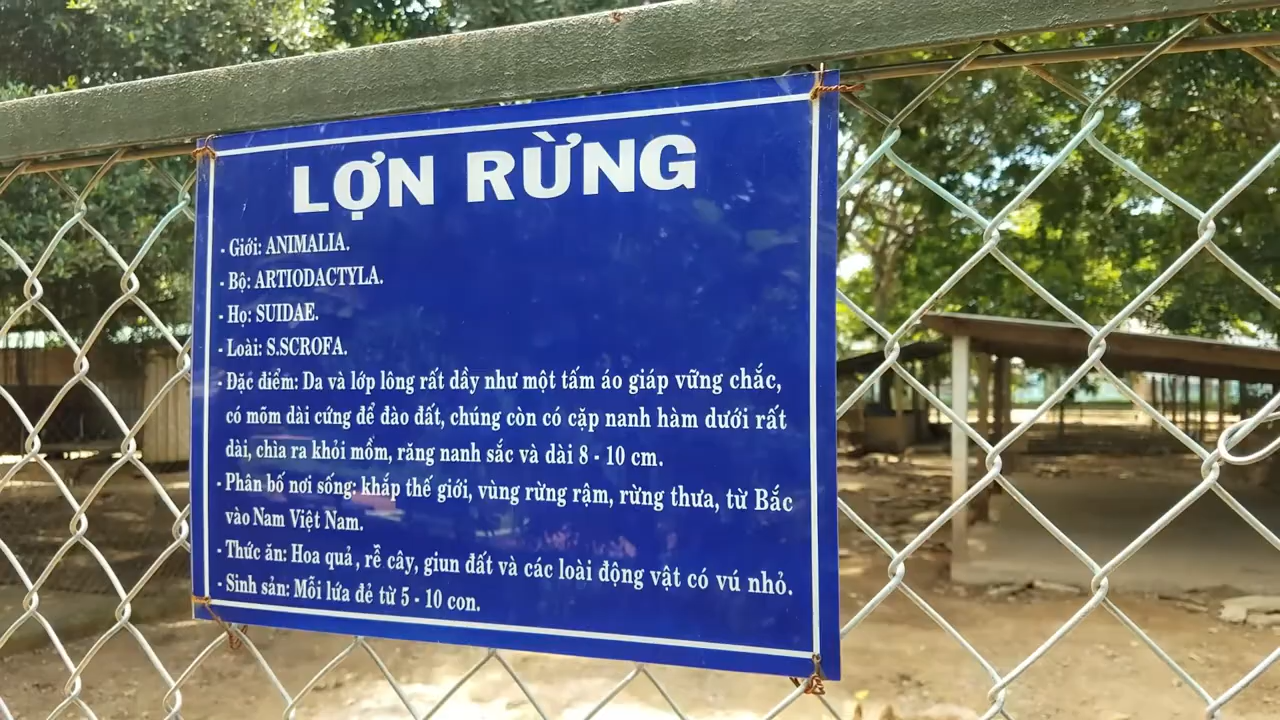 LỢN RỪNG
- Giới: ANIMALIA.
- Bộ: ARTIODACTYLA.
- Họ: SUIDAE.
- Loài: S.SCROFA.
- Đặc điểm: Da và lớp lông rất dầy như một tấm áo giáp vững chắc,
có mõm dài cứng để đào đất, chúng còn có cặp nanh hàm dưới rất
dài, chìa ra khỏi mồm, răng nanh sắc và dài 8 - 10 cm.
- Phân bố nơi sống: khắp thế giới, vùng rừng rậm, rừng thưa, từ Bắc
vào Nam Việt Nam.
- Thức ăn: Hoa quả, rễ cây, giun đất và các loài động vật có vú nhỏ.
- Sinh sản: Mỗi lứa đẻ từ 5 - 10 con.